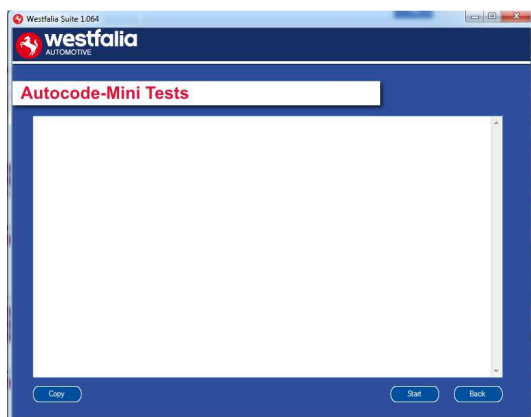 Westfalia Suite 1.064
westfalia
AUTOMOTIVE
Autocode-Mini Tests
Copy
Start
Back